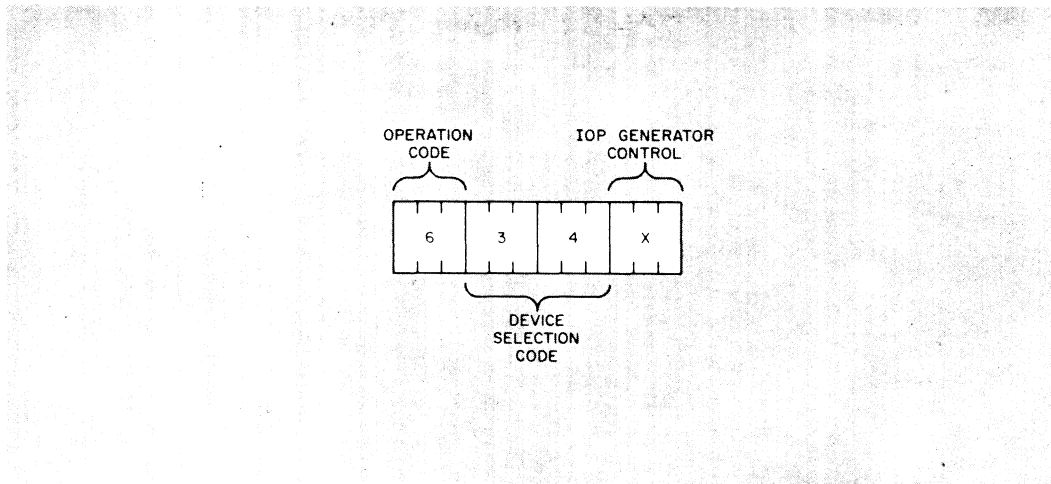 OPERATION
CODE
IOP GENERATOR
CONTROL
6 3 4 X
DEVICE
SELECTION
CODE